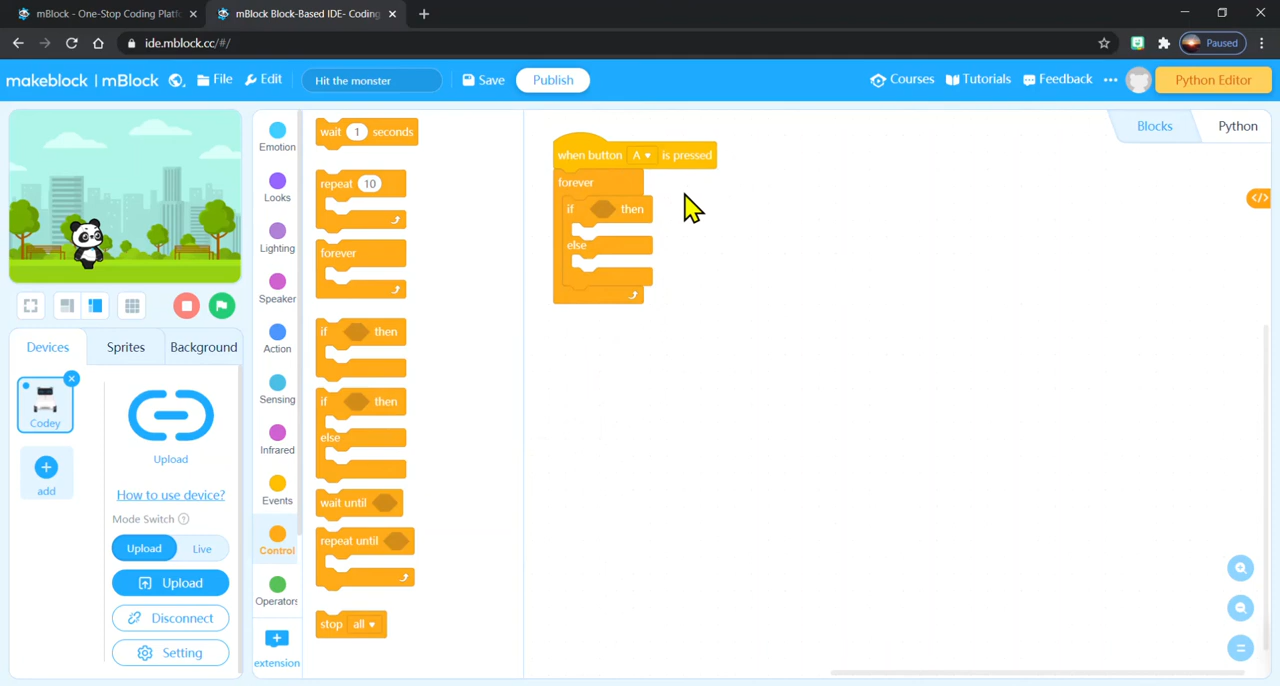 mBlock - One-Stop Coding Platf
mBlock Block-Based IDE- Coding
ide.mblock.cc/#/
Paused
makeblock | mBlock
File
Edit
Hit the monster
Save
Publish
Courses
Tutorials
Feedback
Python Editor
Blocks
Python
Devices
Sprites
Background
Codey
add
Upload
How to use device?
Mode Switch ?
Upload
Live
Upload
Disconnect
Setting
Emotion
Looks
Lighting
Speaker
Action
Sensing
Infrared
Events
Control
Operators
extension
wait 1 seconds
repeat 10
forever
if then
if then
else
wait until
repeat until
stop all
when button A is pressed
forever
if then
else